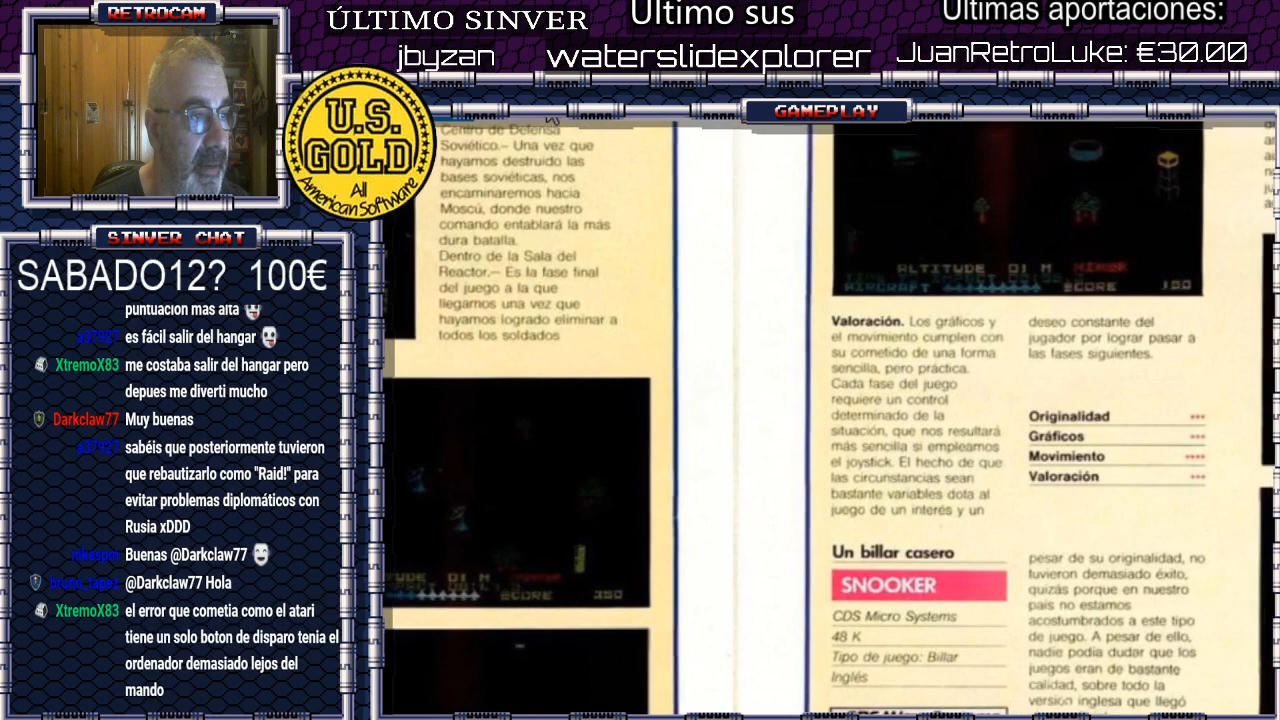 RETROCAM
ÚLTIMO SINVER
jbyzan
Último sus
waterslidexplorer
Últimas aportaciones:
JuanRetroLuke: €30.00
U.S.
GOLD
All
American Software
GAMEPLAY
SINVER CHAT
SABADO12? 100€
puntuacion mas alta
a37927 es fácil salir del hangar
XtremoX83 me costaba salir del hangar pero
depues me diverti mucho
Darkclaw77 Muy buenas
a37927 sabéis que posteriormente tuvieron
que rebautizarlo como "Raid!" para
evitar problemas diplomáticos con
Rusia xDDD
Buenas @Darkclaw77
@Darkclaw77 Hola
XtremoX83 el error que cometia como el atari
tiene un solo boton de disparo tenia el
ordenador demasiado lejos del
mando
Centro de Defensa
Soviético.– Una vez que
hayamos destruido las
bases soviéticas, nos
encaminaremos hacia
Moscú, donde nuestro
comando entablará la más
dura batalla.
Dentro de la Sala del
Reactor.– Es la fase final
del juego a la que
llegamos una vez que
hayamos logrado eliminar a
todos los soldados
01 M
SCORE 350
ALTITUDE 01 M
AIRCRAFT
SCORE 100
Valoración. Los gráficos y
el movimiento cumplen con
su cometido de una forma
sencilla, pero práctica.
Cada fase del juego
requiere un control
determinado de la
situación, que nos resultará
más sencilla si empleamos
el joystick. El hecho de que
las circunstancias sean
bastante variables dota al
juego de un interés y un
deseo constante del
jugador por lograr pasar a
las fases siguientes.
Originalidad ***
Gráficos ***
Movimiento ****
Valoración ***
Un billar casero
SNOOKER
CDS Micro Systems
48 K
Tipo de juego: Billar
Inglés
pesar de su originalidad, no
tuvieron demasiado éxito,
quizás porque en nuestro
país no estamos
acostumbrados a este tipo
de juego. A pesar de ello,
nadie podía dudar que los
juegos eran de bastante
calidad, sobre todo la
versión inglesa que llegó